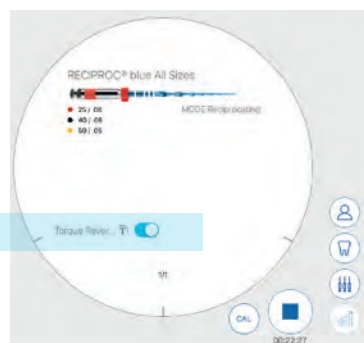 RECIPROC® blue All Sizes
25/ .08
40/ .06
50/ .05
MODE Reciprocating
Torque Rever...
1/1
CAL
00:22:27